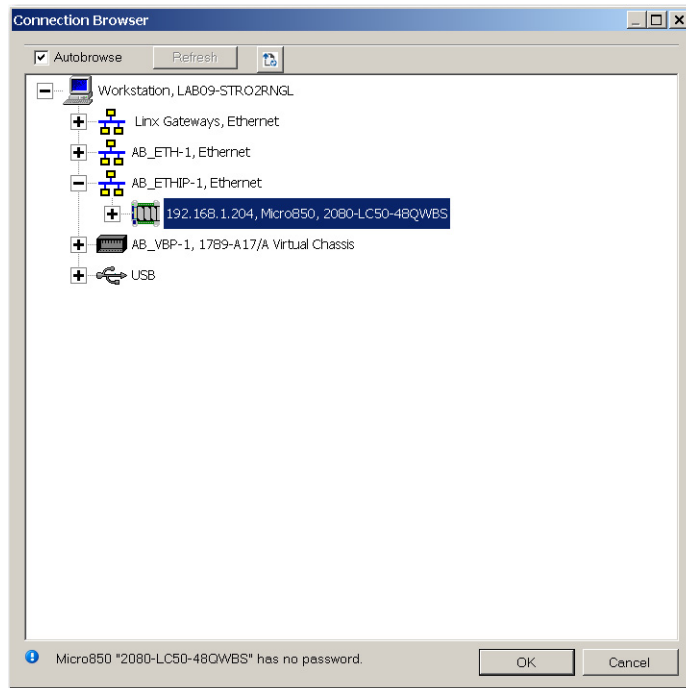 Connection Browser
Autobrowse
Refresh
Workstation, LAB09-STRO2RNGL
Linx Gateways, Ethernet
AB_ETH-1, Ethernet
AB_ETHIP-1, Ethernet
192.168.1.204, Micro850, 2080-LC50-48QWBS
AB_VBP-1, 1789-A17/A Virtual Chassis
USB
Micro850 "2080-LC50-48QWBS" has no password.
OK
Cancel